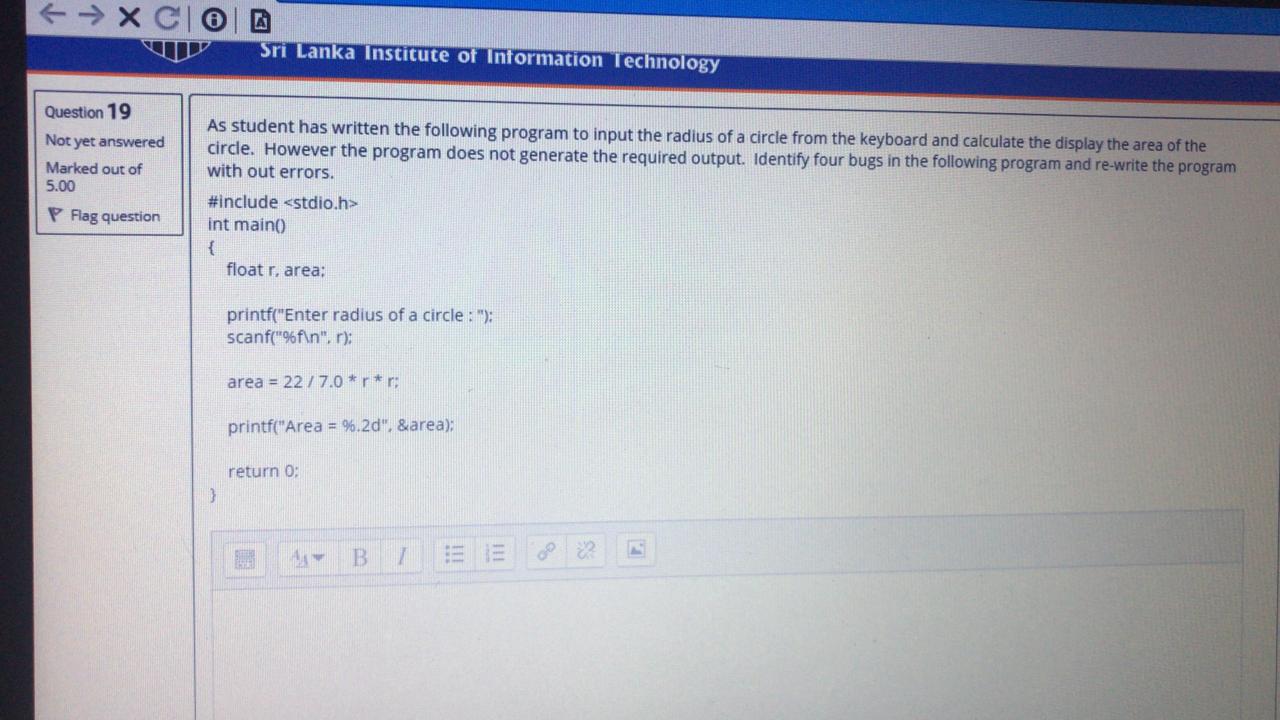 Sri Lanka Institute of Information Technology
Question 19
Not yet answered
Marked out of
5.00
Flag question
As student has written the following program to input the radius of a circle from the keyboard and calculate the display the area of the
circle. However the program does not generate the required output. Identify four bugs in the following program and re-write the program
with out errors.
#include <stdio.h>
int main()
{
float r, area;
printf("Enter radius of a circle : ");
scanf("%f\n", r);
area = 22 / 7.0 * r * r;
printf("Area = %.2d", &area);
return 0;
}
B I